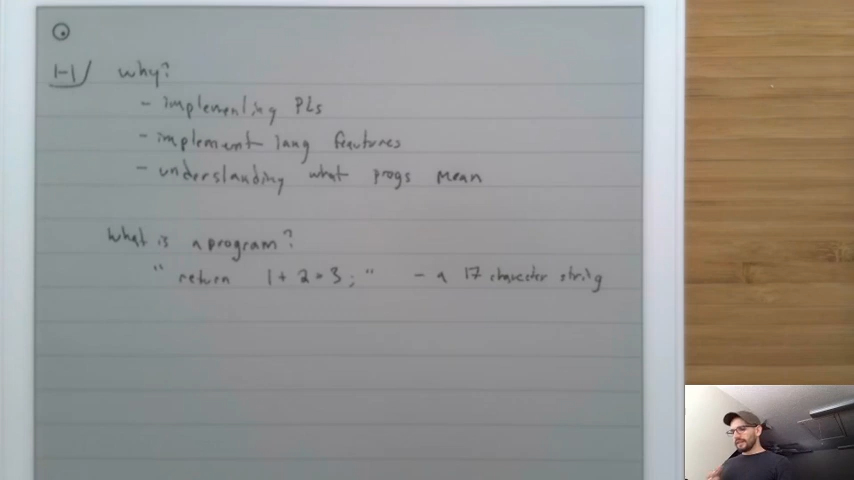 1-1/ why?
- implementing PLs
- implement lang features
- understanding what progs mean
What is a program?
" return 1 + 2 * 3; " - a 17 character string